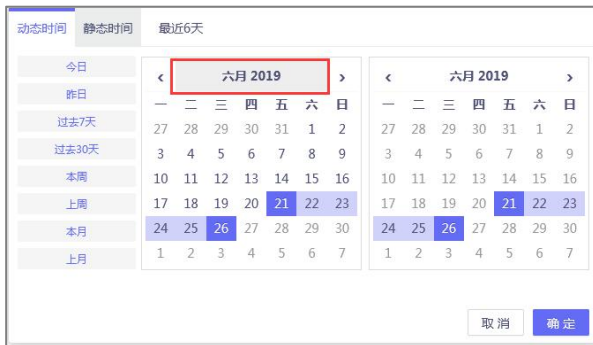 动态时间 静态时间 最近6天
今日
昨日
过去7天
过去30天
本周
上周
本月
上月
‹ 六月 2019 ›
一 二 三 四 五 六 日
27 28 29 30 31 1 2
3 4 5 6 7 8 9
10 11 12 13 14 15 16
17 18 19 20 21 22 23
24 25 26 27 28 29 30
1 2 3 4 5 6 7
‹ 六月 2019 ›
一 二 三 四 五 六 日
27 28 29 30 31 1 2
3 4 5 6 7 8 9
10 11 12 13 14 15 16
17 18 19 20 21 22 23
24 25 26 27 28 29 30
1 2 3 4 5 6 7
取消 确定